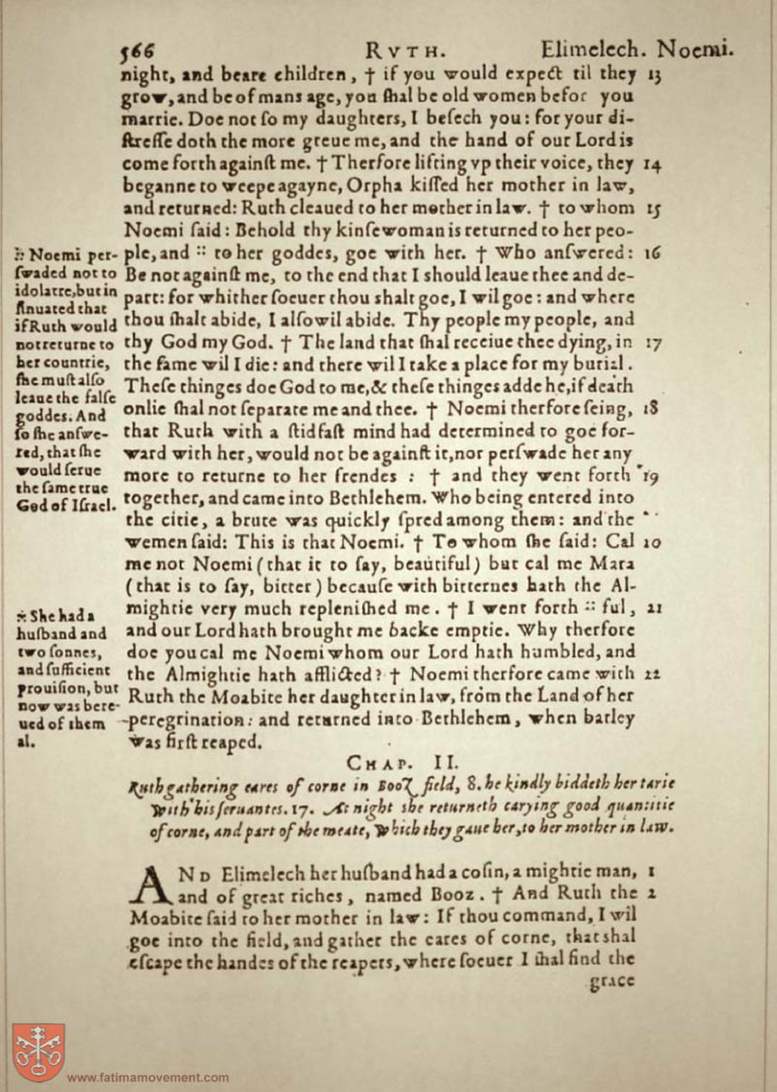 566 RVTH. Elimelech. Noemi.
night, and beare children, † if you would expect til they 13
grow, and be of mans age, you ſhal be old women befor you
marrie. Doe not ſo my daughters, I beſech you: for your di-
ſtreſſe doth the more greue me, and the hand of our Lord is
come forth againſt me. † Therfore lifting vp their voice, they 14
beganne to weepe agayne, Orpha kiſſed her mother in law,
and returned: Ruth cleaued to her mother in law. † to whom 15
Noemi ſaid: Behold thy kinſewoman is returned to her peo-
ple, and :: to her goddes, goe with her. † Who anſwered: 16
Be not againſt me, to the end that I should leaue thee and de-
part: for whither ſoeuer thou shalt goe, I wil goe: and where
thou ſhalt abide, I alſo wil abide. Thy people my people, and
thy God my God. † The land that ſhal receiue thee dying, in 17
the ſame wil I die: and there wil I take a place for my burial.
Theſe thinges doe God to me, & theſe thinges adde he, if death
onlie ſhal not ſeparate me and thee. † Noemi therfore ſeing, 18
that Ruth with a ſtidfaſt mind had determined to goe for-
ward with her, would not be againſt it, nor perſwade her any
more to returne to her frendes : † and they went forth 19
together, and came into Bethlehem. Who being entered into
the citie, a brute was quickly ſpred among them: and the
wemen ſaid: This is that Noemi. † To whom ſhe ſaid: Cal 20
me not Noemi (that it to ſay, beautiful) but cal me Mara
(that is to ſay, bitter) becauſe with bitternes hath the Al-
mightie very much repleniſhed me. † I went forth :: ful, 21
and our Lord hath brought me backe emptie. Why therfore
doe you cal me Noemi whom our Lord hath humbled, and
the Almightie hath afflicted? † Noemi therfore came with 22
Ruth the Moabite her daughter in law, from the Land of her
peregrination: and returned into Bethlehem, when barley
was firſt reaped.
:: Noemi per-
ſwaded not to
idolatre, but in
ſinuated that
if Ruth would
not returne to
her countrie,
ſhe muſt alſo
leaue the falſe
goddes. And
ſo ſhe anſwe-
red, that ſhe
would ſerue
the ſame true
God of Iſrael.
:: She had a
huſband and
two ſonnes,
and ſufficient
prouiſion, but
now was bere-
ued of them
al.
CHAP. II.
Ruth gathering eares of corne in Booz field, 8. he kindly biddeth her tarie
with his ſeruantes. 17. At night she returneth carying good quantitie
of corne, and part of the meate, which they gaue her, to her mother in law.
AND Elimelech her huſband had a coſin, a mightie man, 1
and of great riches, named Booz. † And Ruth the 2
Moabite ſaid to her mother in law: If thou command, I wil
goe into the field, and gather the eares of corne, that shal
eſcape the handes of the reapers, where ſoeuer I ſhal find the
grace
www.fatimamovement.com